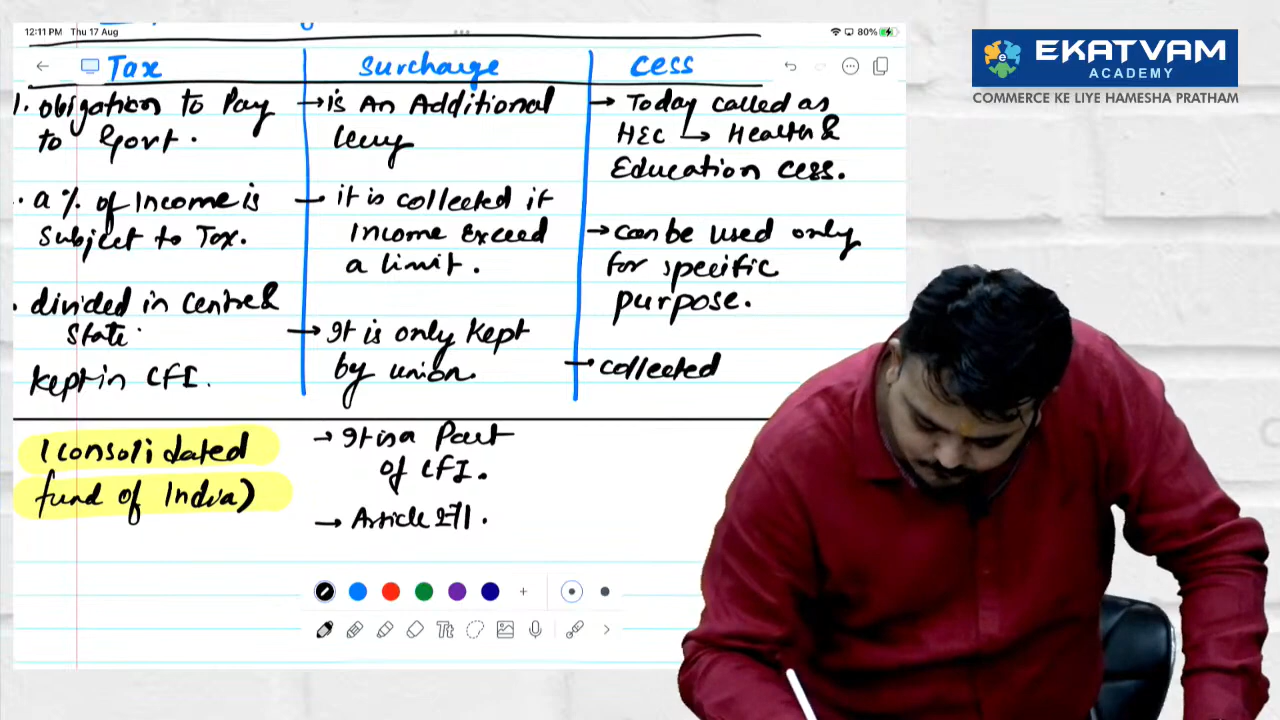 12:11 PM Thu 17 Aug
80%
EKATVAM
ACADEMY
COMMERCE KE LIYE HAMESHA PRATHAM
Tax
1. obigation to Pay
to Govt.
. a % of Income is
Subject to Tax.
. divided in Centre &
State.
kept in CFI.
(Consolidated
fund of India)
Surcharge
→ is An Additional
levy
→ it is collected if
Income Exceed
a limit.
→ It is only kept
by union.
→ It is a Part
of CFI.
→ Article 271.
Cess
→ Today called as
HEC → Health &
Education cess.
→ can be used only
for specific
purpose.
→ collected
Tt